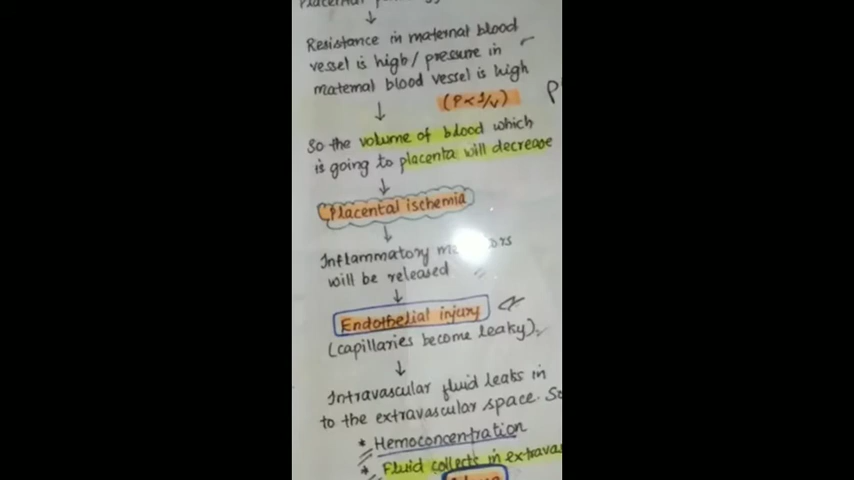 Placental
↓
Resistance in maternal blood
vessel is high/ pressure in
maternal blood vessel is high
(P∝1/v)
↓
So the volume of blood which
is going to placenta will decrease
↓
Placental ischemia
↓
Inflammatory
will be released
↓
Endothelial injury
(capillaries become leaky)
↓
Intravascular fluid leaks in
to the extravascular space. So
* Hemoconcentration
* Fluid collects in extrava